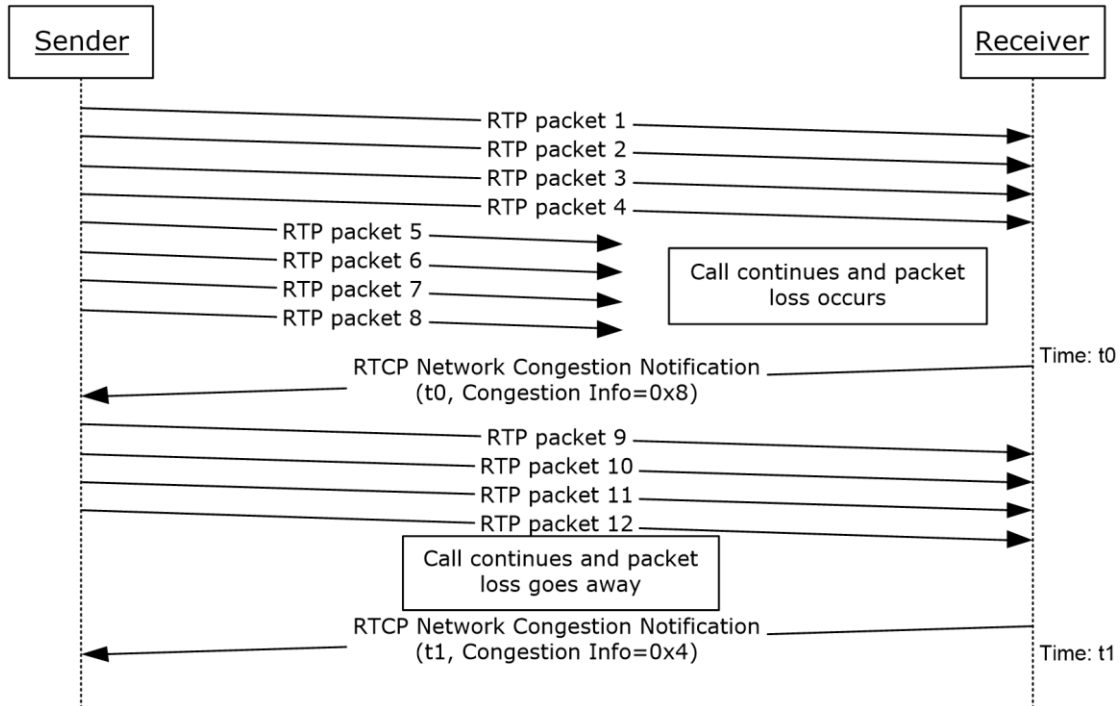 Sender
Receiver
RTP packet 1
RTP packet 2
RTP packet 3
RTP packet 4
RTP packet 5
RTP packet 6
RTP packet 7
RTP packet 8
Call continues and packet
loss occurs
Time: t0
RTCP Network Congestion Notification
(t0, Congestion Info=0x8)
RTP packet 9
RTP packet 10
RTP packet 11
RTP packet 12
Call continues and packet
loss goes away
RTCP Network Congestion Notification
(t1, Congestion Info=0x4)
Time: t1